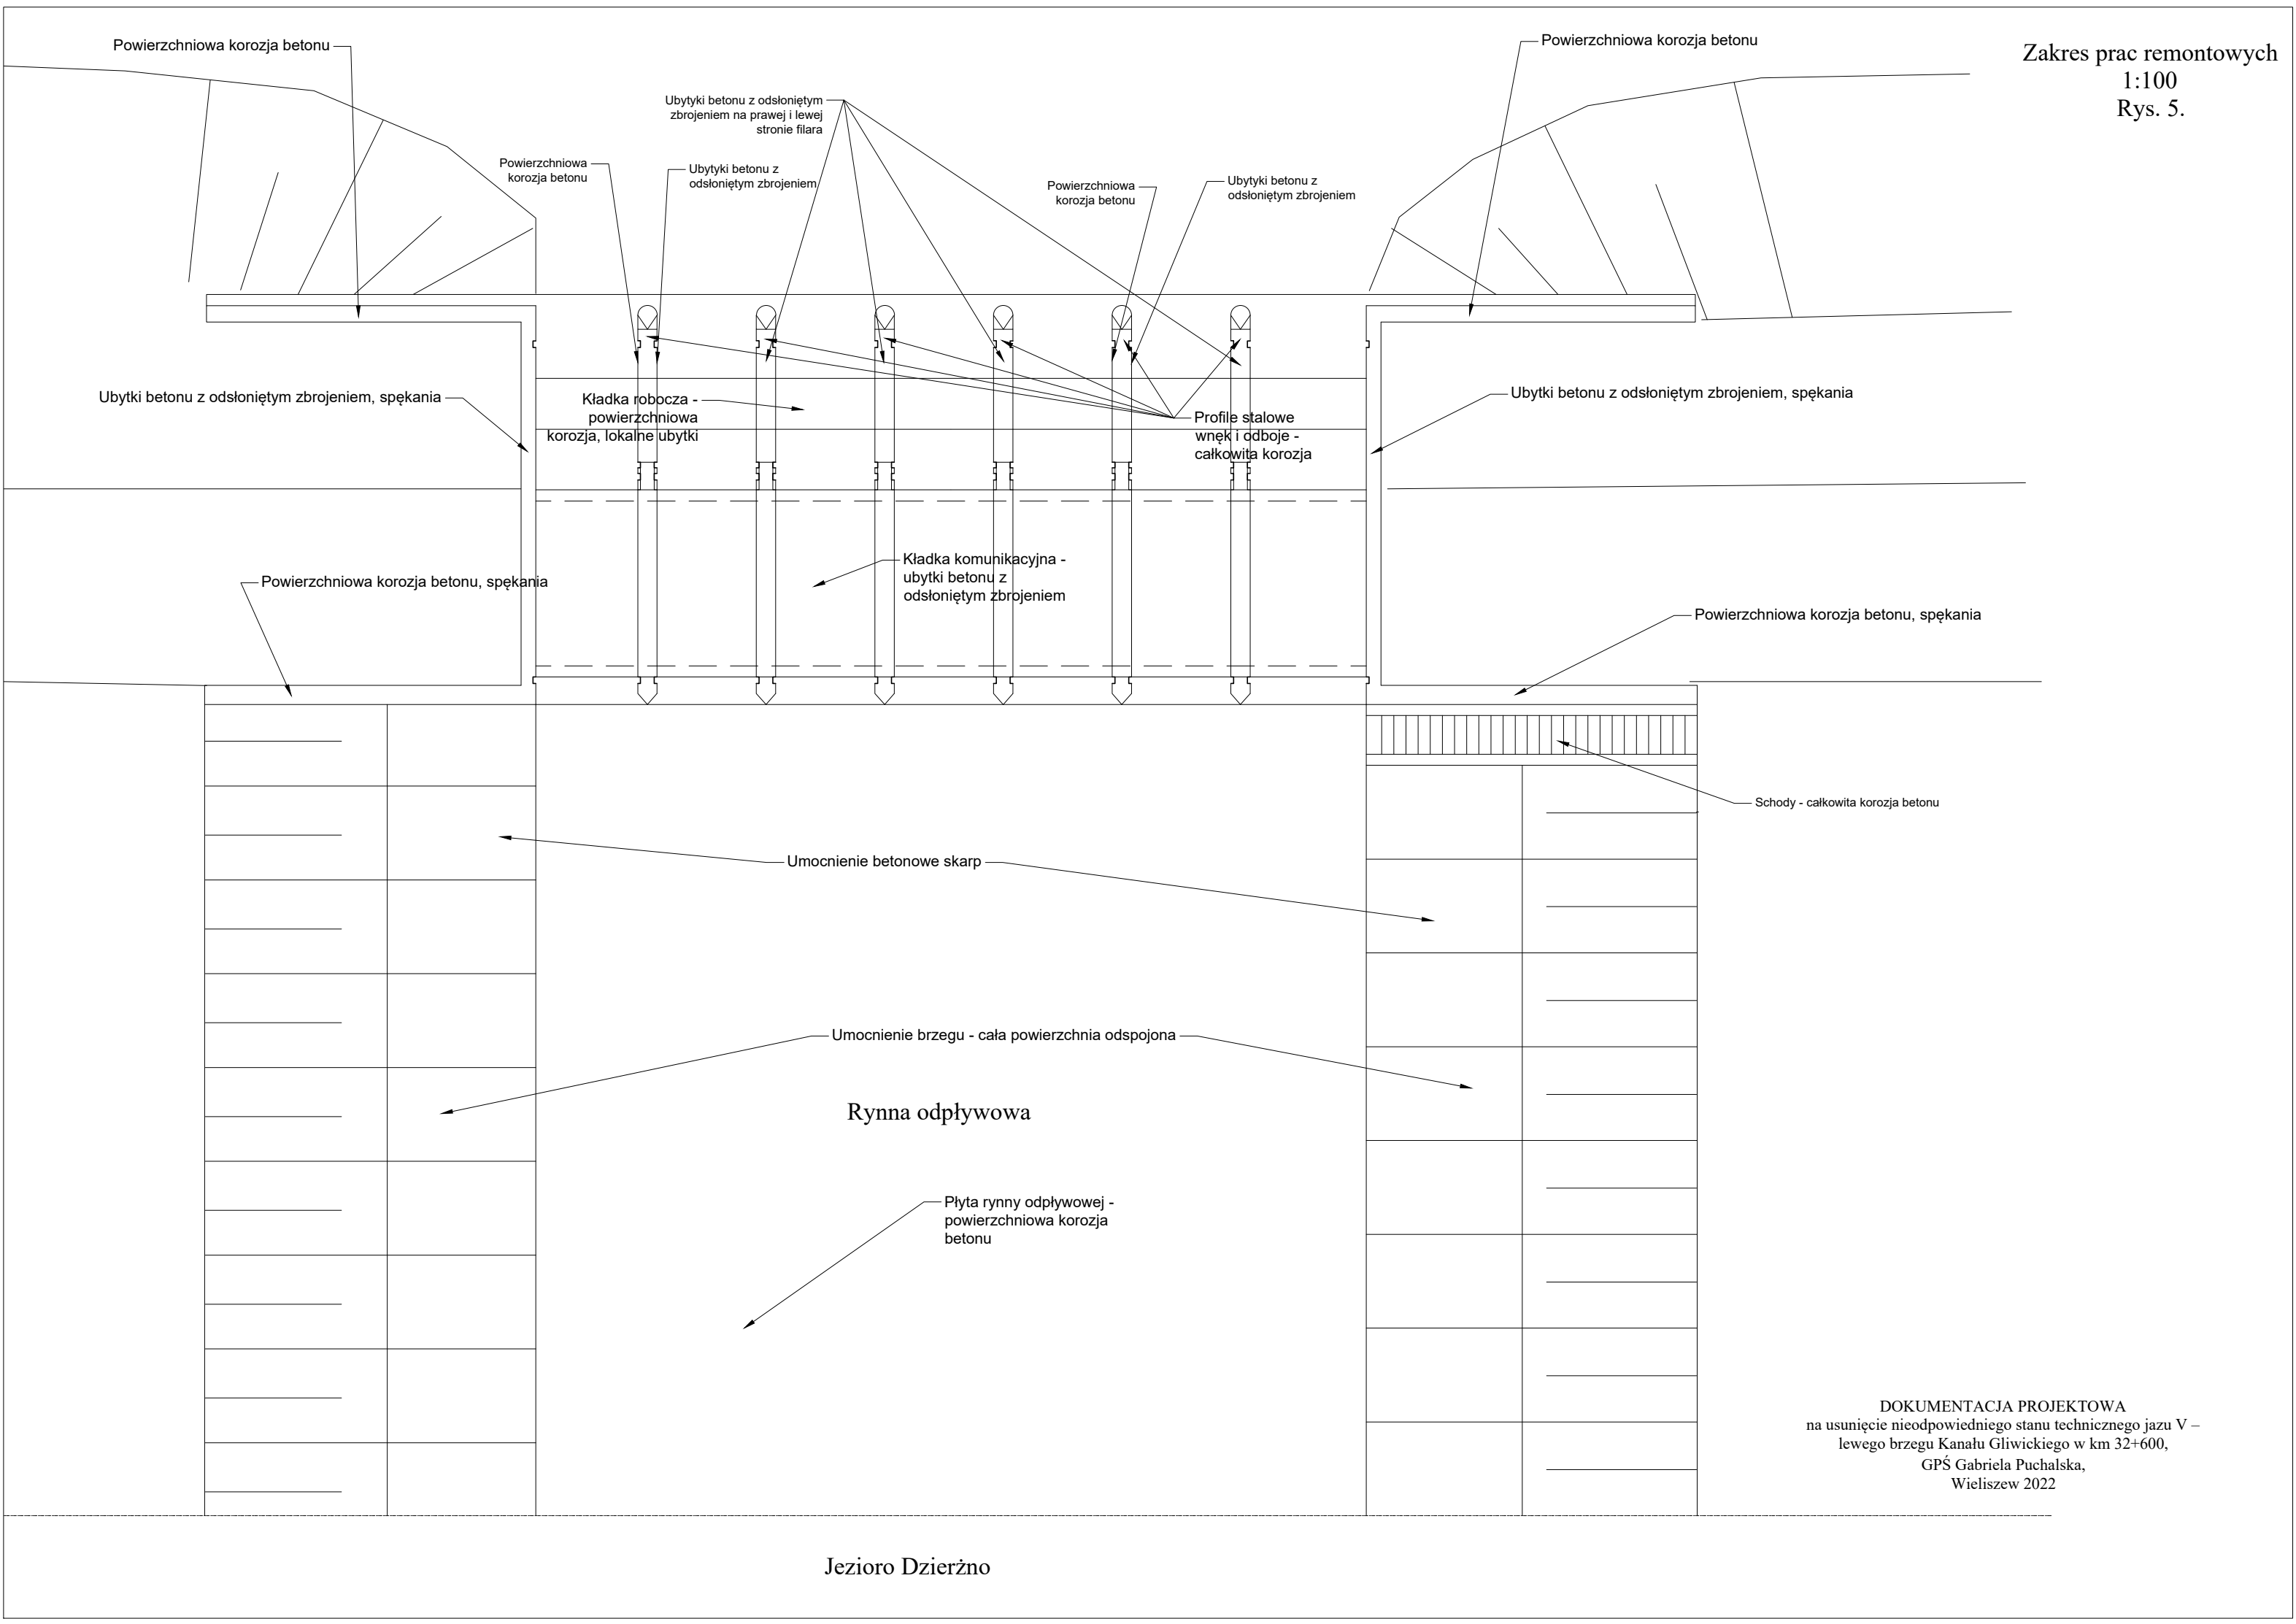 Zakres prac remontowych
1:100
Rys. 5.
Powierzchniowa korozja betonu
Powierzchniowa korozja betonu
Ubytyki betonu z odsłoniętym
zbrojeniem na prawej i lewej
stronie filara
Powierzchniowa
korozja betonu
Ubytyki betonu z
odsłoniętym zbrojeniem
Powierzchniowa
korozja betonu
Ubytyki betonu z
odsłoniętym zbrojeniem
Ubytki betonu z odsłoniętym zbrojeniem, spękania
Kładka robocza -
powierzchniowa
korozja, lokalne ubytki
Profile stalowe
wnęk i odboje -
całkowita korozja
Ubytki betonu z odsłoniętym zbrojeniem, spękania
Kładka komunikacyjna -
ubytki betonu z
odsłoniętym zbrojeniem
Powierzchniowa korozja betonu, spękania
Powierzchniowa korozja betonu, spękania
Schody - całkowita korozja betonu
Umocnienie betonowe skarp
Umocnienie brzegu - cała powierzchnia odspojona
Rynna odpływowa
Płyta rynny odpływowej -
powierzchniowa korozja
betonu
DOKUMENTACJA PROJEKTOWA
na usunięcie nieodpowiedniego stanu technicznego jazu V –
lewego brzegu Kanału Gliwickiego w km 32+600,
GPŚ Gabriela Puchalska,
Wieliszew 2022
Jezioro Dzierżno